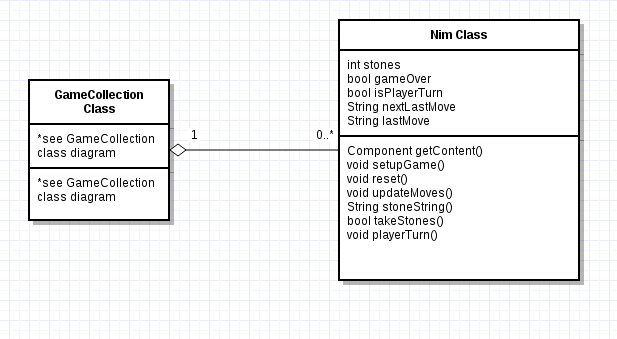 GameCollection
Class
*see GameCollection
class diagram
*see GameCollection
class diagram
1
0..*
Nim Class
int stones
bool gameOver
bool isPlayerTurn
String nextLastMove
String lastMove
Component getContent()
void setupGame()
void reset()
void updateMoves()
String stoneString()
bool takeStones()
void playerTurn()